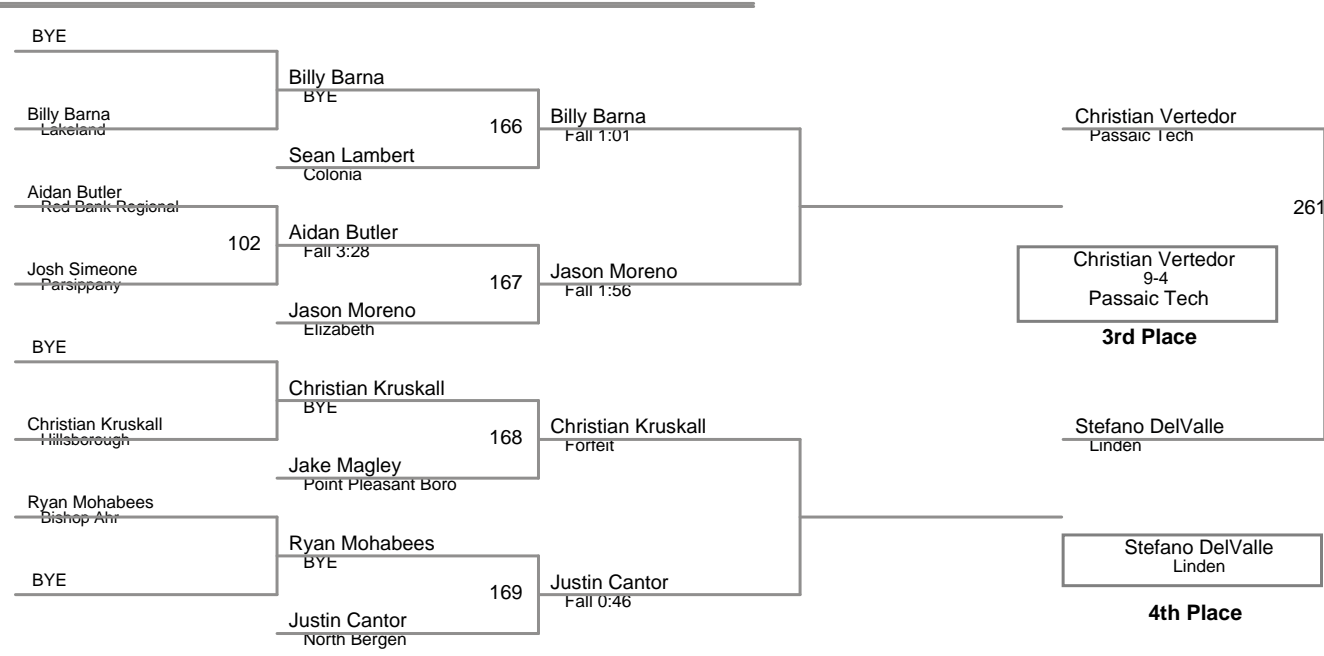 BYE
Billy Barna
Lakeland
Aidan Butler
Red Bank Regional
102
Josh Simeone
Parsippany
BYE
Christian Kruskall
Hillsborough
Ryan Mohabees
Bishop Ahr
BYE
Billy Barna
BYE
166
Sean Lambert
Colonia
Aidan Butler
Fall 3:28
167
Jason Moreno
Elizabeth
Christian Kruskall
BYE
168
Jake Magley
Point Pleasant Boro
Ryan Mohabees
BYE
169
Justin Cantor
North Bergen
Billy Barna
Fall 1:01
Jason Moreno
Fall 1:56
Christian Kruskall
Forfeit
Justin Cantor
Fall 0:46
Christian Vertedor
Passaic Tech
261
Christian Vertedor
9-4
Passaic Tech
3rd Place
Stefano DelValle
Linden
Stefano DelValle
Linden
4th Place